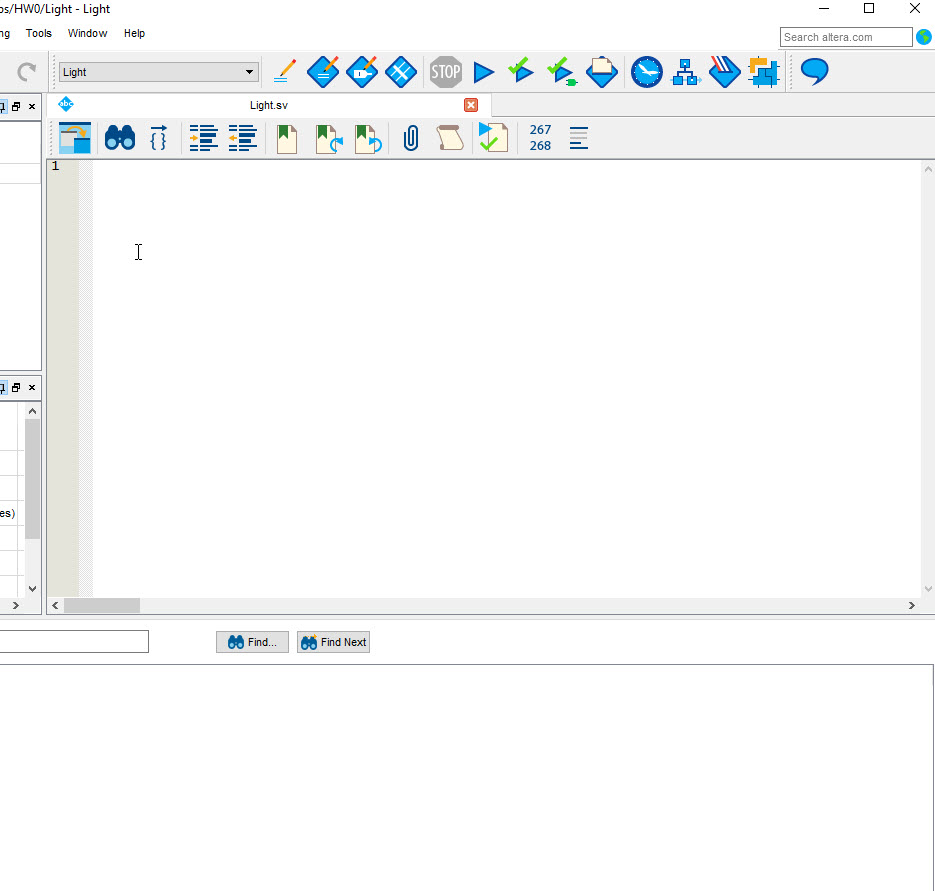 os/HW0/Light - Light
ng Tools Window Help
Search altera.com
Light
STOP
abc
Light.sv
267
268
1
es)
Find...
Find Next